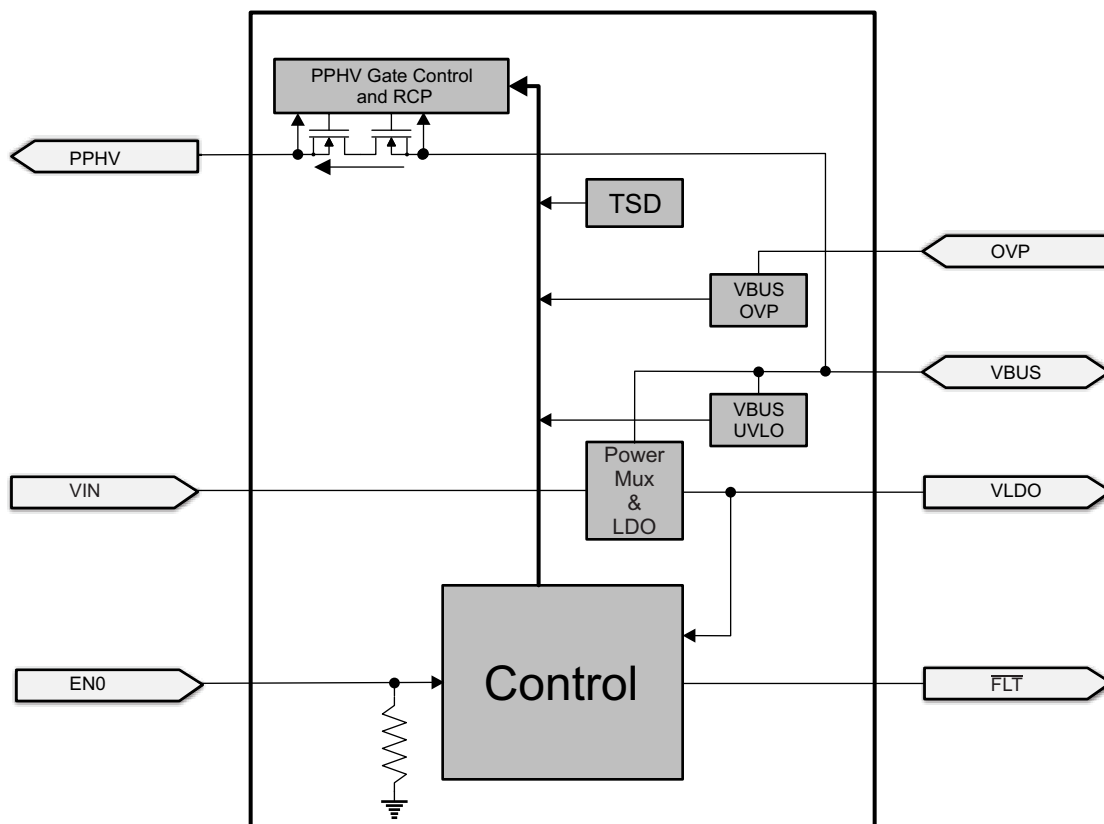 PPHV Gate Control
and RCP
PPHV
TSD
OVP
VBUS
OVP
VBUS
VBUS
UVLO
Power
Mux
&
LDO
VIN
VLDO
Control
EN0
FLT